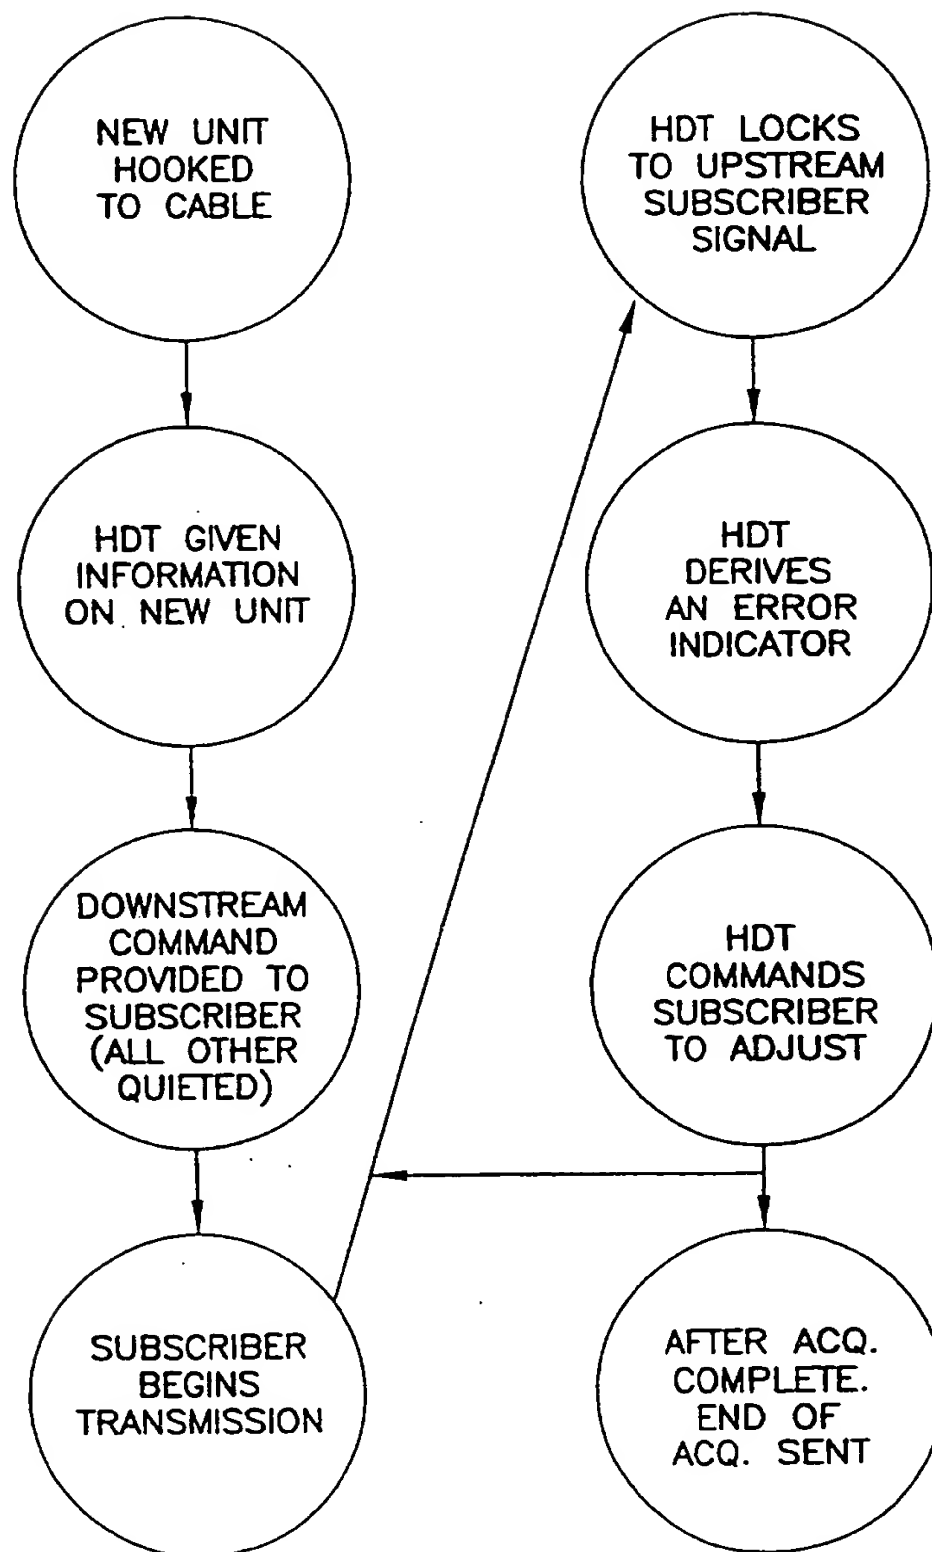 NEW UNIT
HOOKED
TO CABLE
HDT GIVEN
INFORMATION
ON NEW UNIT
DOWNSTREAM
COMMAND
PROVIDED TO
SUBSCRIBER
(ALL OTHER
QUIETED)
SUBSCRIBER
BEGINS
TRANSMISSION
HDT LOCKS
TO UPSTREAM
SUBSCRIBER
SIGNAL
HDT
DERIVES
AN ERROR
INDICATOR
HDT
COMMANDS
SUBSCRIBER
TO ADJUST
AFTER ACQ.
COMPLETE.
END OF
ACQ. SENT